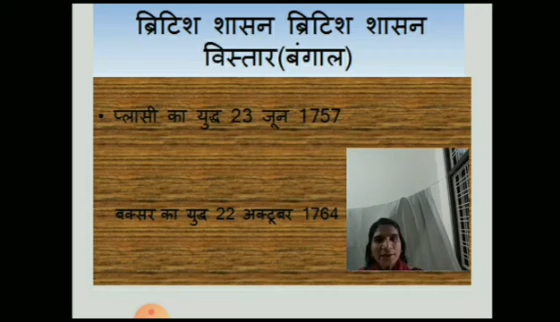 ब्रिटिश शासन ब्रिटिश शासन
विस्तार(बंगाल)
• प्लासी का युद्ध 23 जून 1757
बक्सर का युद्ध 22 अक्टूबर 1764